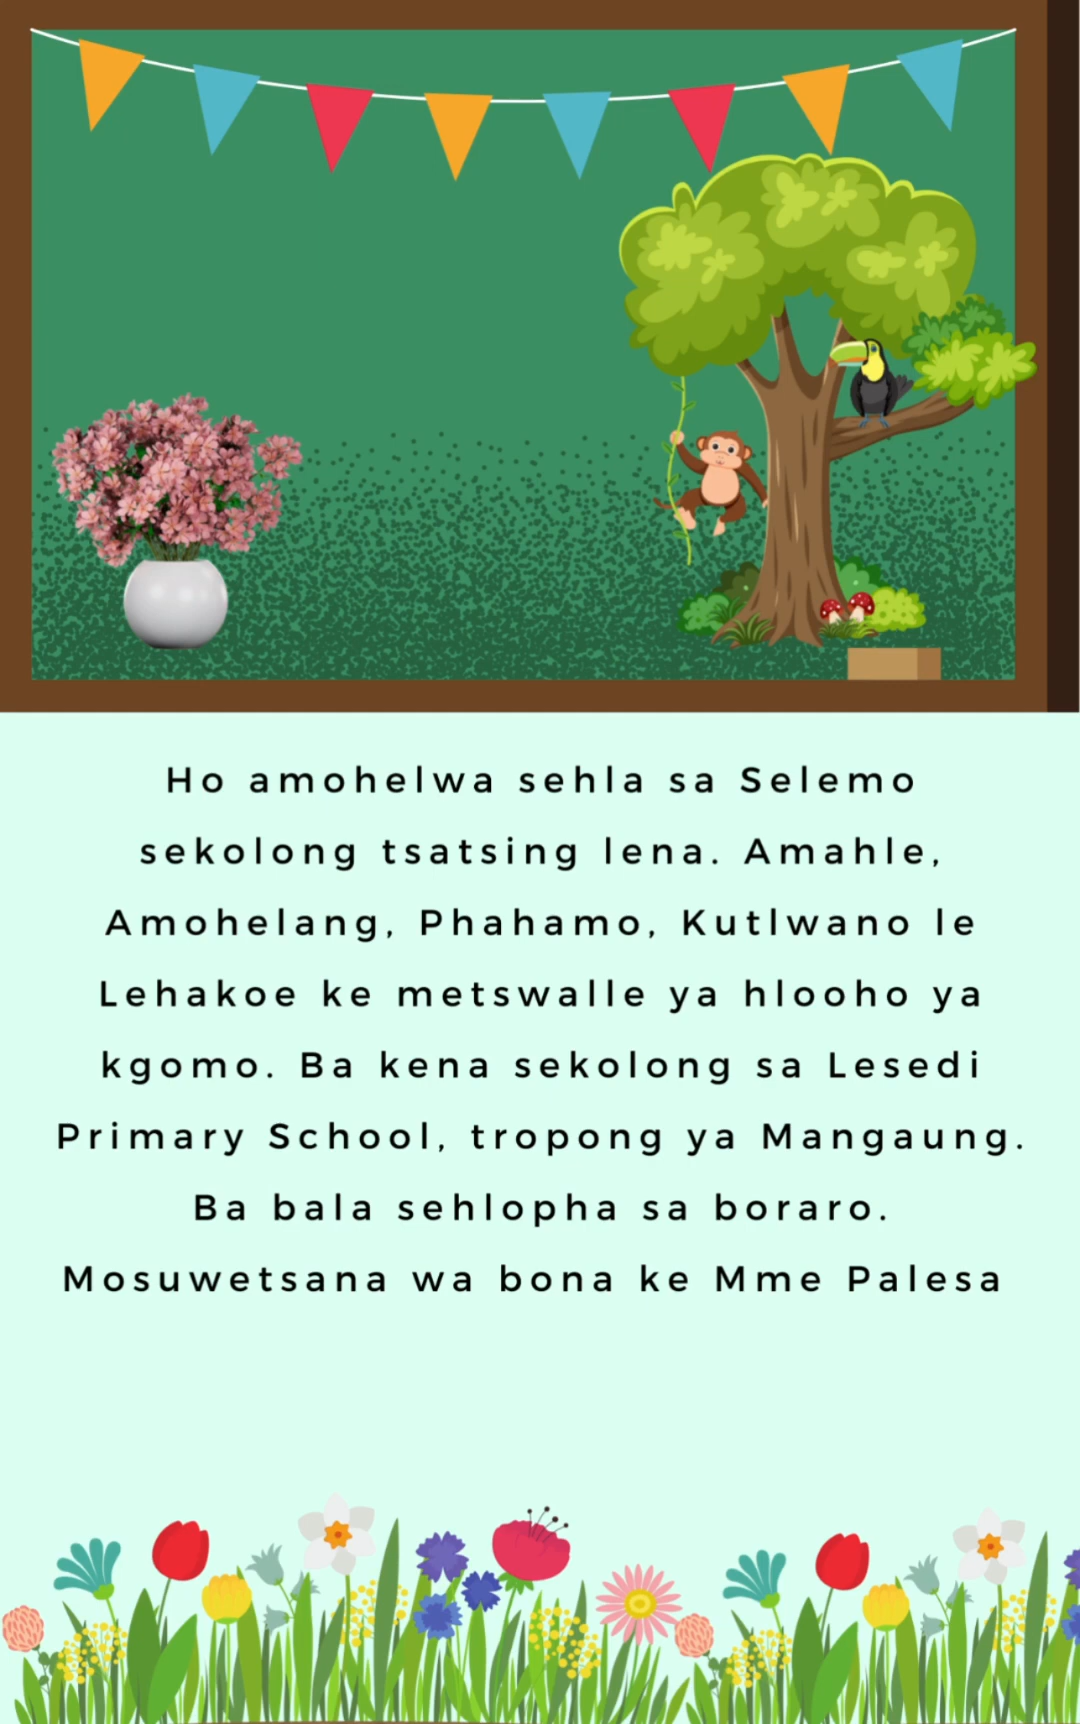 Ho amohelwa sehla sa Selemo
sekolong tsatsing lena. Amahle,
Amohelang, Phahamo, Kutlwano le
Lehakoe ke metswalle ya hlooho ya
kgomo. Ba kena sekolong sa Lesedi
Primary School, tropong ya Mangaung.
Ba bala sehlopha sa boraro.
Mosuwetsana wa bona ke Mme Palesa